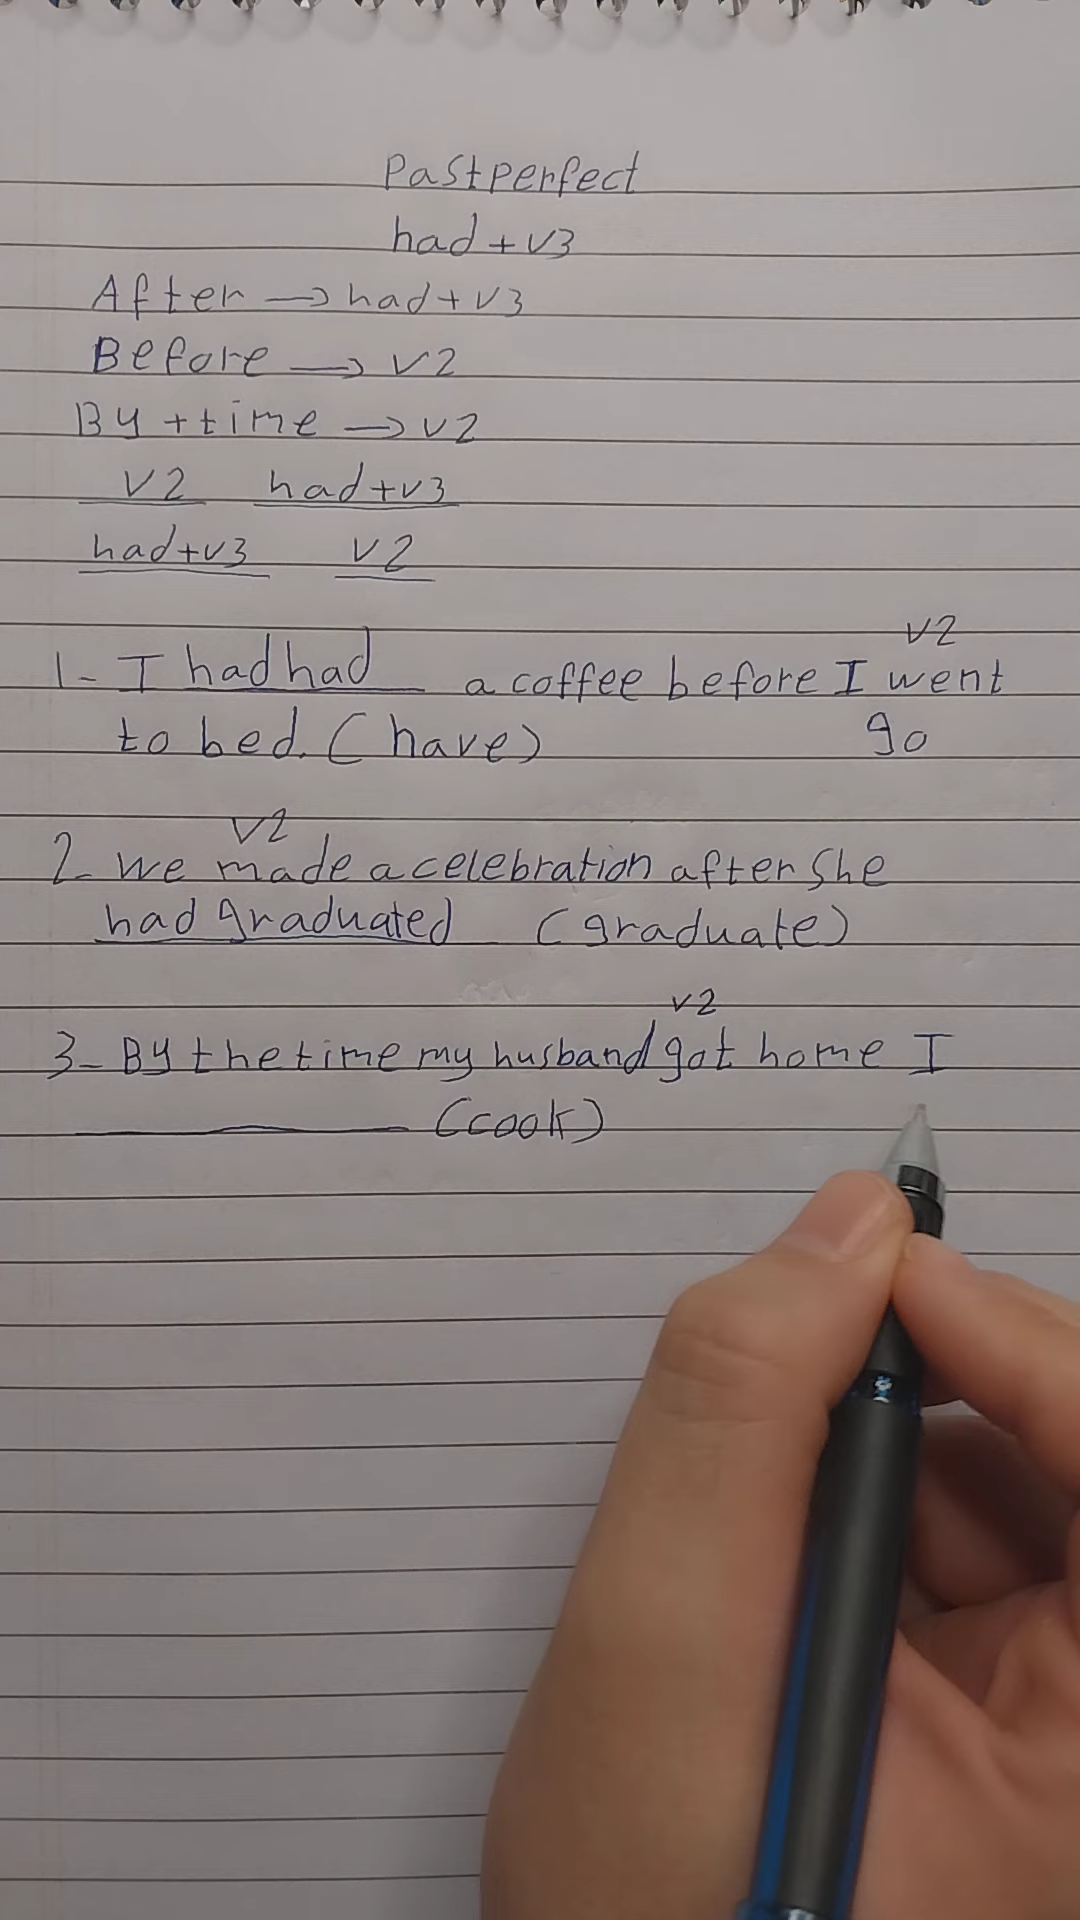 Past perfect
had + v3
After → had + v3
Before → v2
By + time → v2
v2 had + v3
had + v3 v2
v2
1- I had had a coffee before I went
to bed. (have) go
v2
2- we made a celebration after she
had graduated (graduate)
v2
3- By the time my husband got home I
(cook)